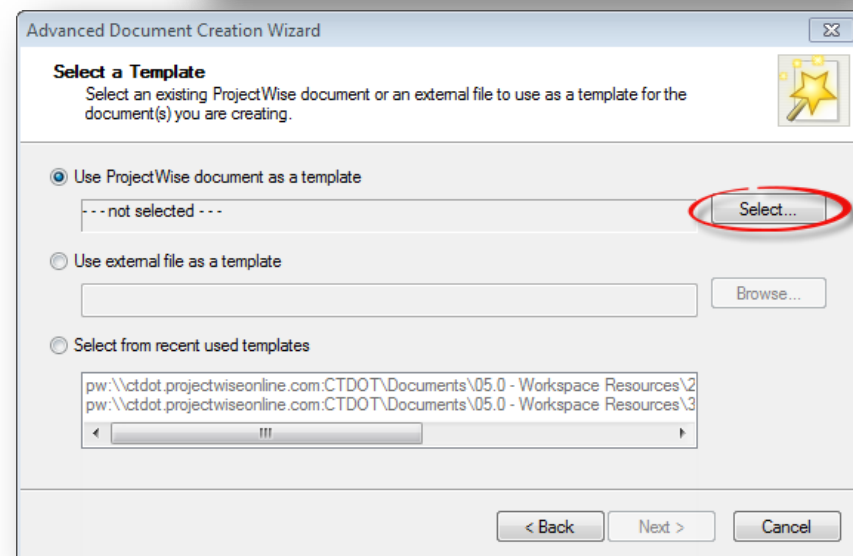 Advanced Document Creation Wizard
Select a Template
Select an existing ProjectWise document or an external file to use as a template for the
document(s) you are creating.
Use ProjectWise document as a template
- - - not selected - - -
Select...
Use external file as a template
Browse...
Select from recent used templates
pw:\\ctdot.projectwiseonline.com:CTDOT\Documents\05.0 - Workspace Resources\2
pw:\\ctdot.projectwiseonline.com:CTDOT\Documents\05.0 - Workspace Resources\3
< Back Next > Cancel